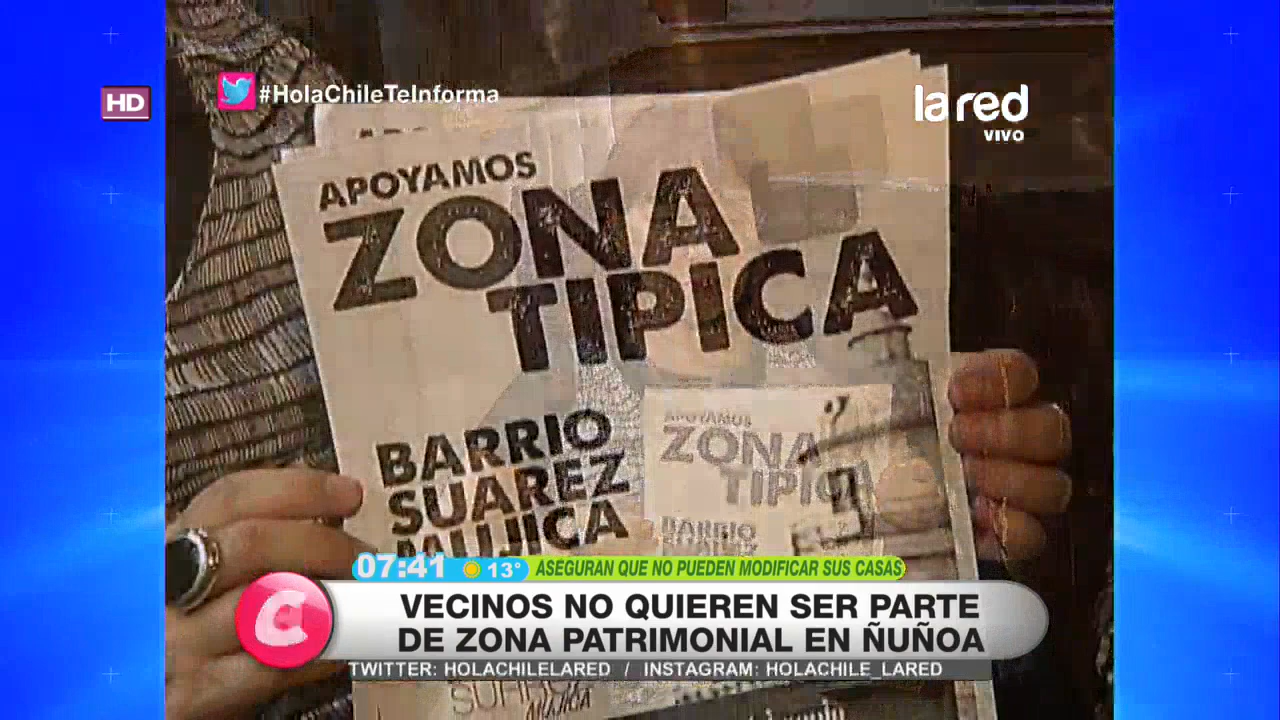 HD
#HolaChileTeInforma
la red
VIVO
APOYAMOS
ZONA
TIPICA
BARRIO
SUAREZ
MUJICA
APOYAMOS
ZONA
TIPICA
BARRIO
07:41
13°
ASEGURAN QUE NO PUEDEN MODIFICAR SUS CASAS
C
VECINOS NO QUIEREN SER PARTE
DE ZONA PATRIMONIAL EN ÑUÑOA
TWITTER: HOLACHILELARED / INSTAGRAM: HOLACHILE_LARED
MUJICA